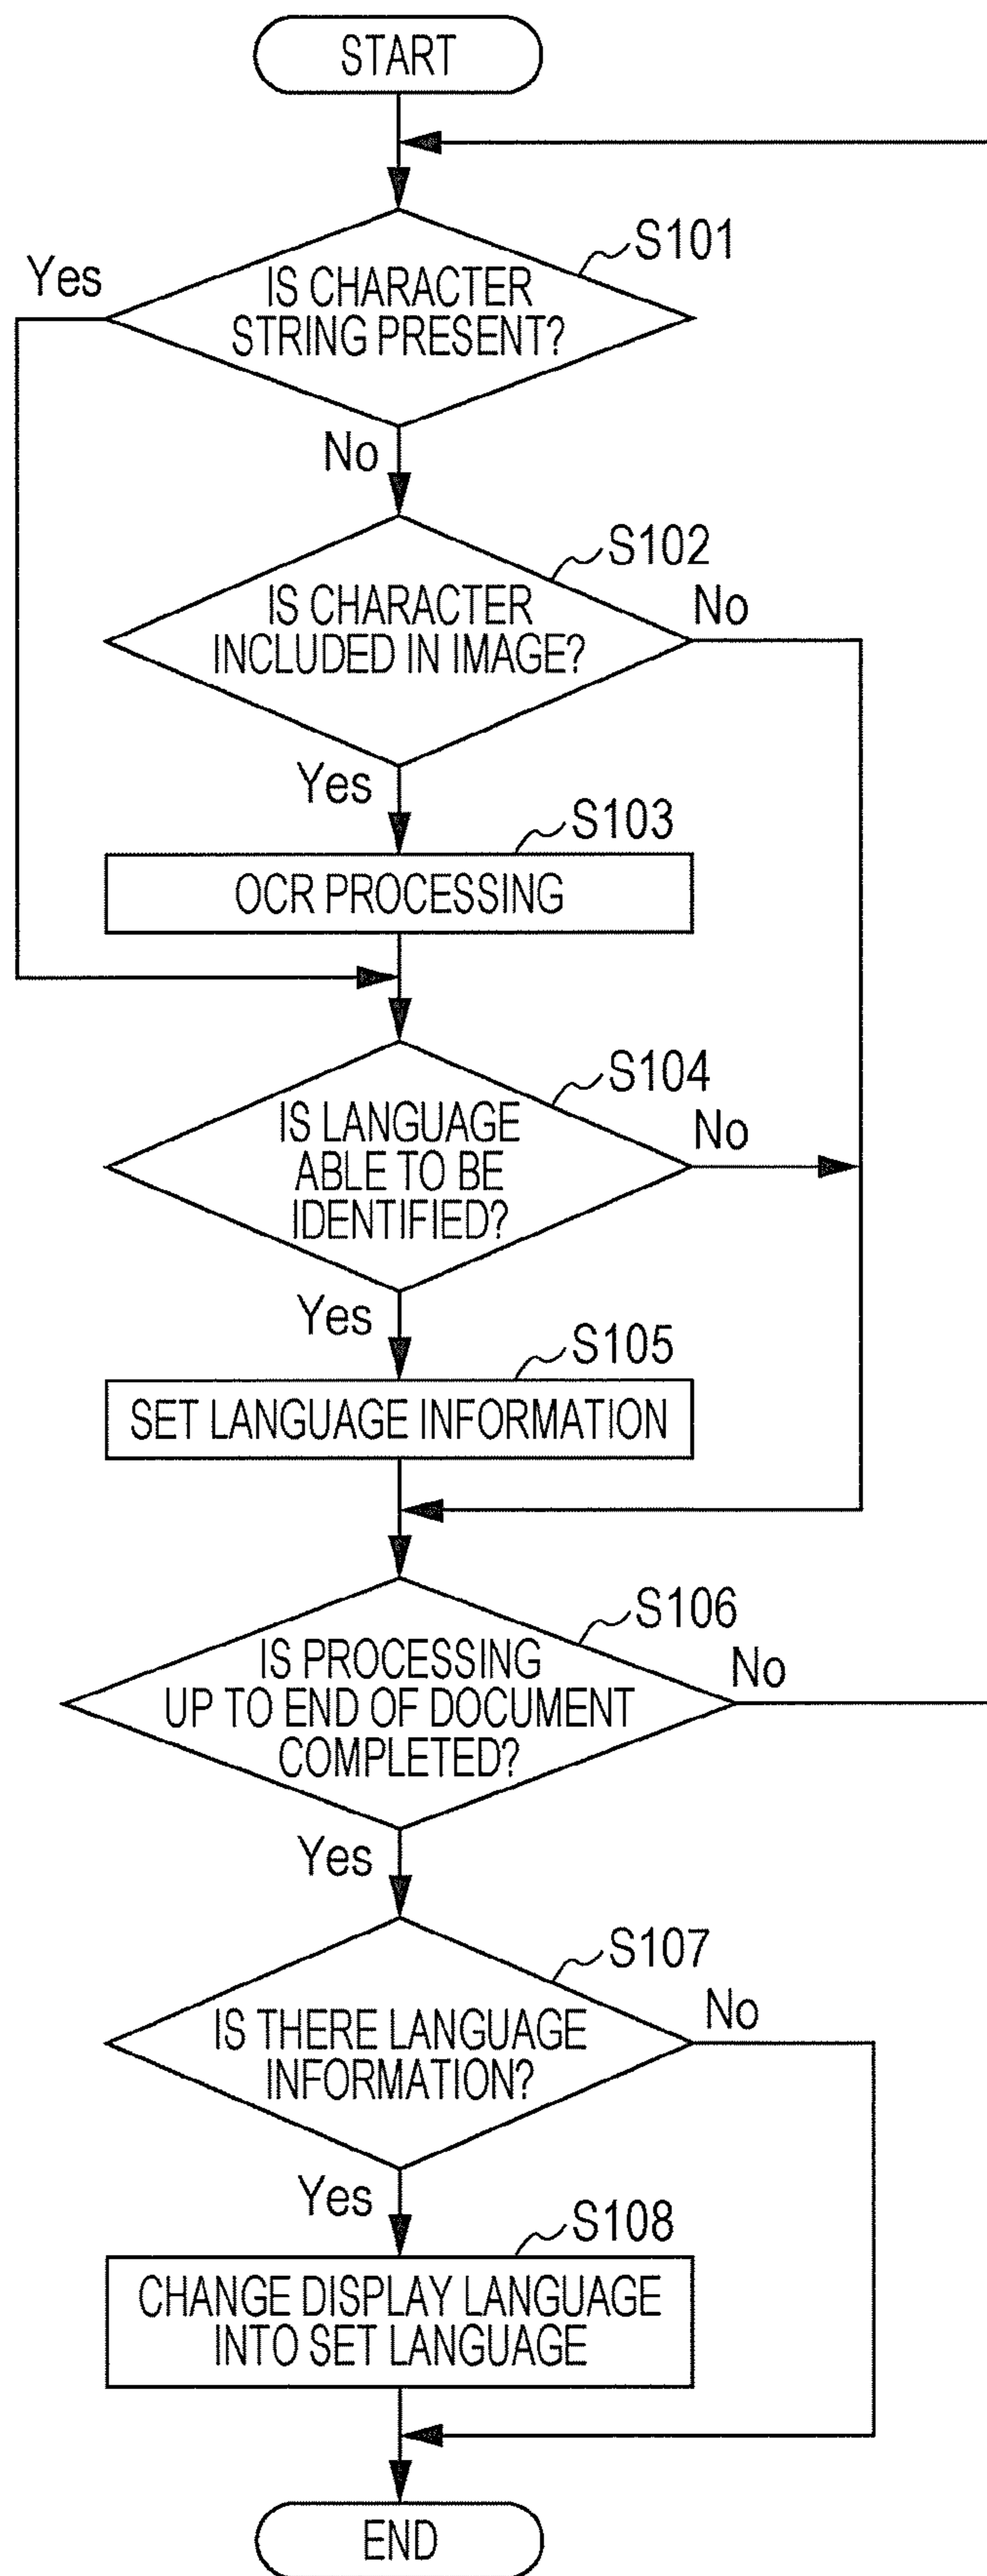 START
S101
Yes
IS CHARACTER
STRING PRESENT?
No
S102
IS CHARACTER
INCLUDED IN IMAGE?
No
Yes
S103
OCR PROCESSING
S104
IS LANGUAGE
ABLE TO BE
IDENTIFIED?
No
Yes
S105
SET LANGUAGE INFORMATION
S106
IS PROCESSING
UP TO END OF DOCUMENT
COMPLETED?
No
Yes
S107
IS THERE LANGUAGE
INFORMATION?
No
Yes
S108
CHANGE DISPLAY LANGUAGE
INTO SET LANGUAGE
END